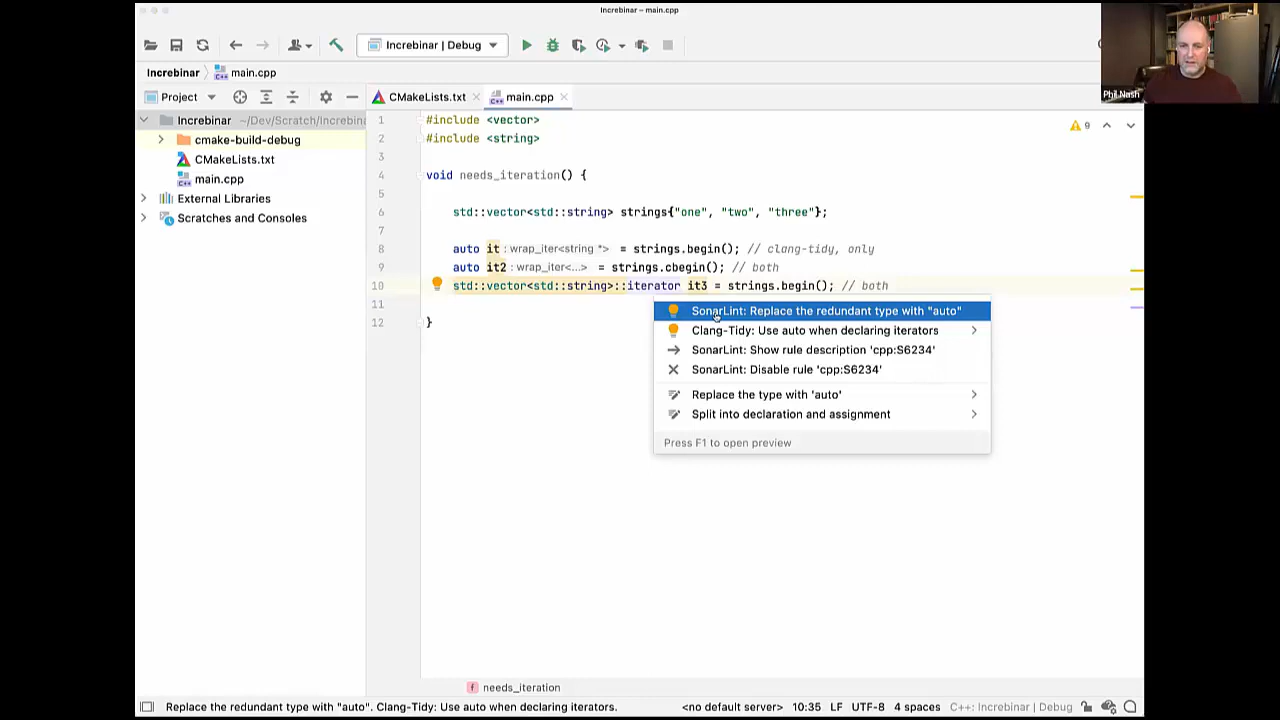 Increbinar – main.cpp
Increbinar | Debug
Phil Nash
Increbinar
main.cpp
Project
CMakeLists.txt
main.cpp
Increbinar ~/Dev/Scratch/Increbina
cmake-build-debug
CMakeLists.txt
main.cpp
External Libraries
Scratches and Consoles
9
1 #include <vector>
2 #include <string>
3
4 void needs_iteration() {
5
6 std::vector<std::string> strings{"one", "two", "three"};
7
8 auto it : wrap_iter<string *> = strings.begin(); // clang-tidy, only
9 auto it2 : wrap_iter<...> = strings.cbegin(); // both
10 std::vector<std::string>::iterator it3 = strings.begin(); // both
11
12 }
SonarLint: Replace the redundant type with "auto"
Clang-Tidy: Use auto when declaring iterators
SonarLint: Show rule description 'cpp:S6234'
SonarLint: Disable rule 'cpp:S6234'
Replace the type with 'auto'
Split into declaration and assignment
Press F1 to open preview
f needs_iteration
Replace the redundant type with "auto". Clang-Tidy: Use auto when declaring iterators. <no default server> 10:35 LF UTF-8 4 spaces C++: Increbinar | Debug